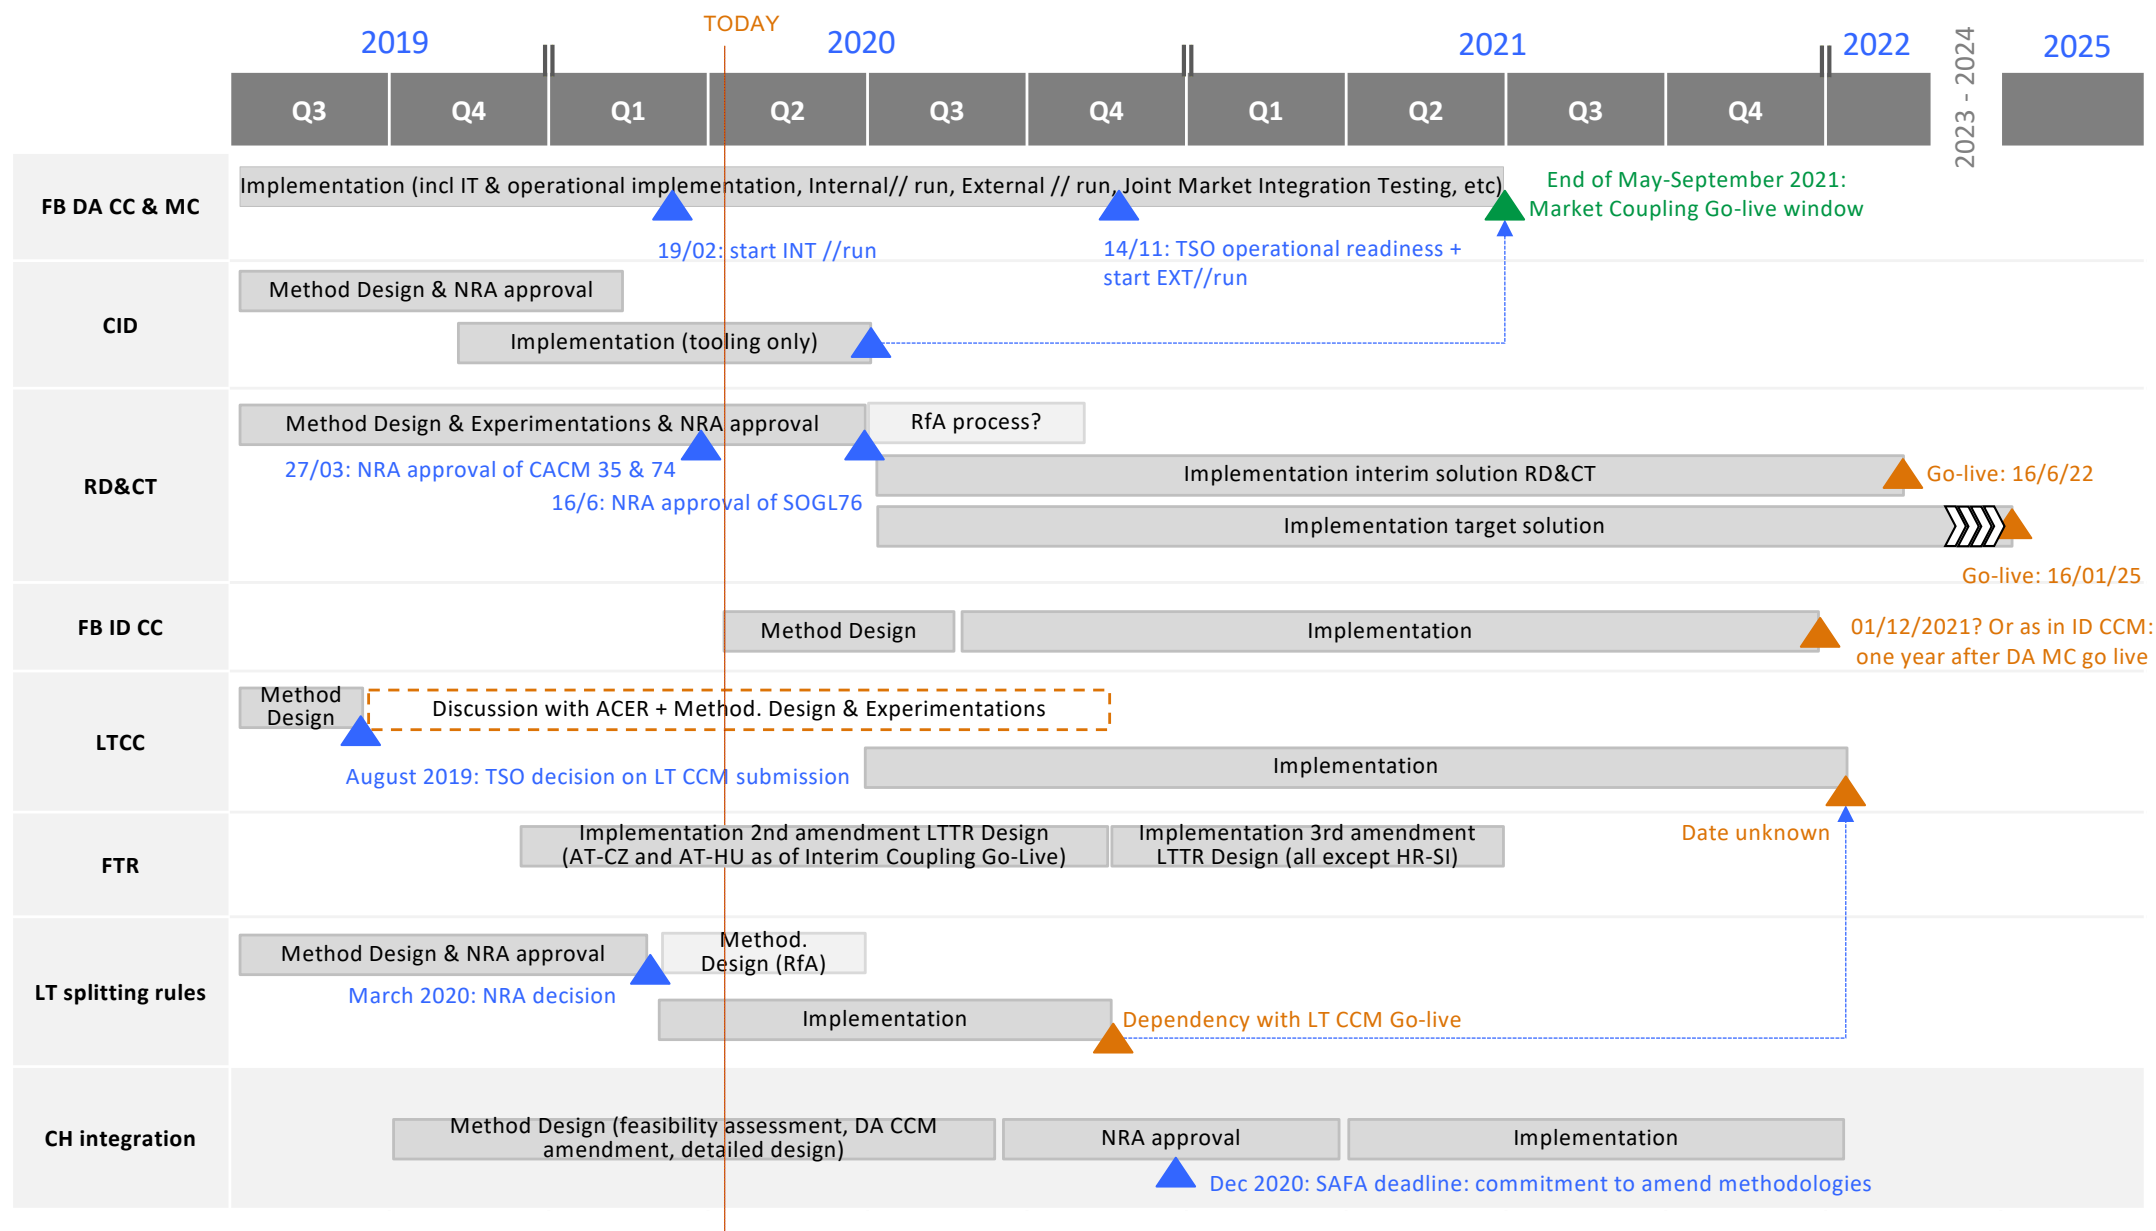 TODAY
2019
2020
2021
2022
2023 - 2024
2025
Q3
Q4
Q1
Q2
Q3
Q4
Q1
Q2
Q3
Q4
FB DA CC & MC
Implementation (incl IT & operational implementation, Internal// run, External // run, Joint Market Integration Testing, etc)
End of May-September 2021:
Market Coupling Go-live window
19/02: start INT //run
14/11: TSO operational readiness +
start EXT//run
CID
Method Design & NRA approval
Implementation (tooling only)
RD&CT
Method Design & Experimentations & NRA approval
RfA process?
27/03: NRA approval of CACM 35 & 74
16/6: NRA approval of SOGL76
Implementation interim solution RD&CT
Go-live: 16/6/22
Implementation target solution
Go-live: 16/01/25
FB ID CC
Method Design
Implementation
01/12/2021? Or as in ID CCM:
one year after DA MC go live
LTCC
Method
Design
Discussion with ACER + Method. Design & Experimentations
August 2019: TSO decision on LT CCM submission
Implementation
Date unknown
FTR
Implementation 2nd amendment LTTR Design
(AT-CZ and AT-HU as of Interim Coupling Go-Live)
Implementation 3rd amendment
LTTR Design (all except HR-SI)
LT splitting rules
Method Design & NRA approval
Method.
Design (RfA)
March 2020: NRA decision
Implementation
Dependency with LT CCM Go-live
CH integration
Method Design (feasibility assessment, DA CCM
amendment, detailed design)
NRA approval
Implementation
Dec 2020: SAFA deadline: commitment to amend methodologies